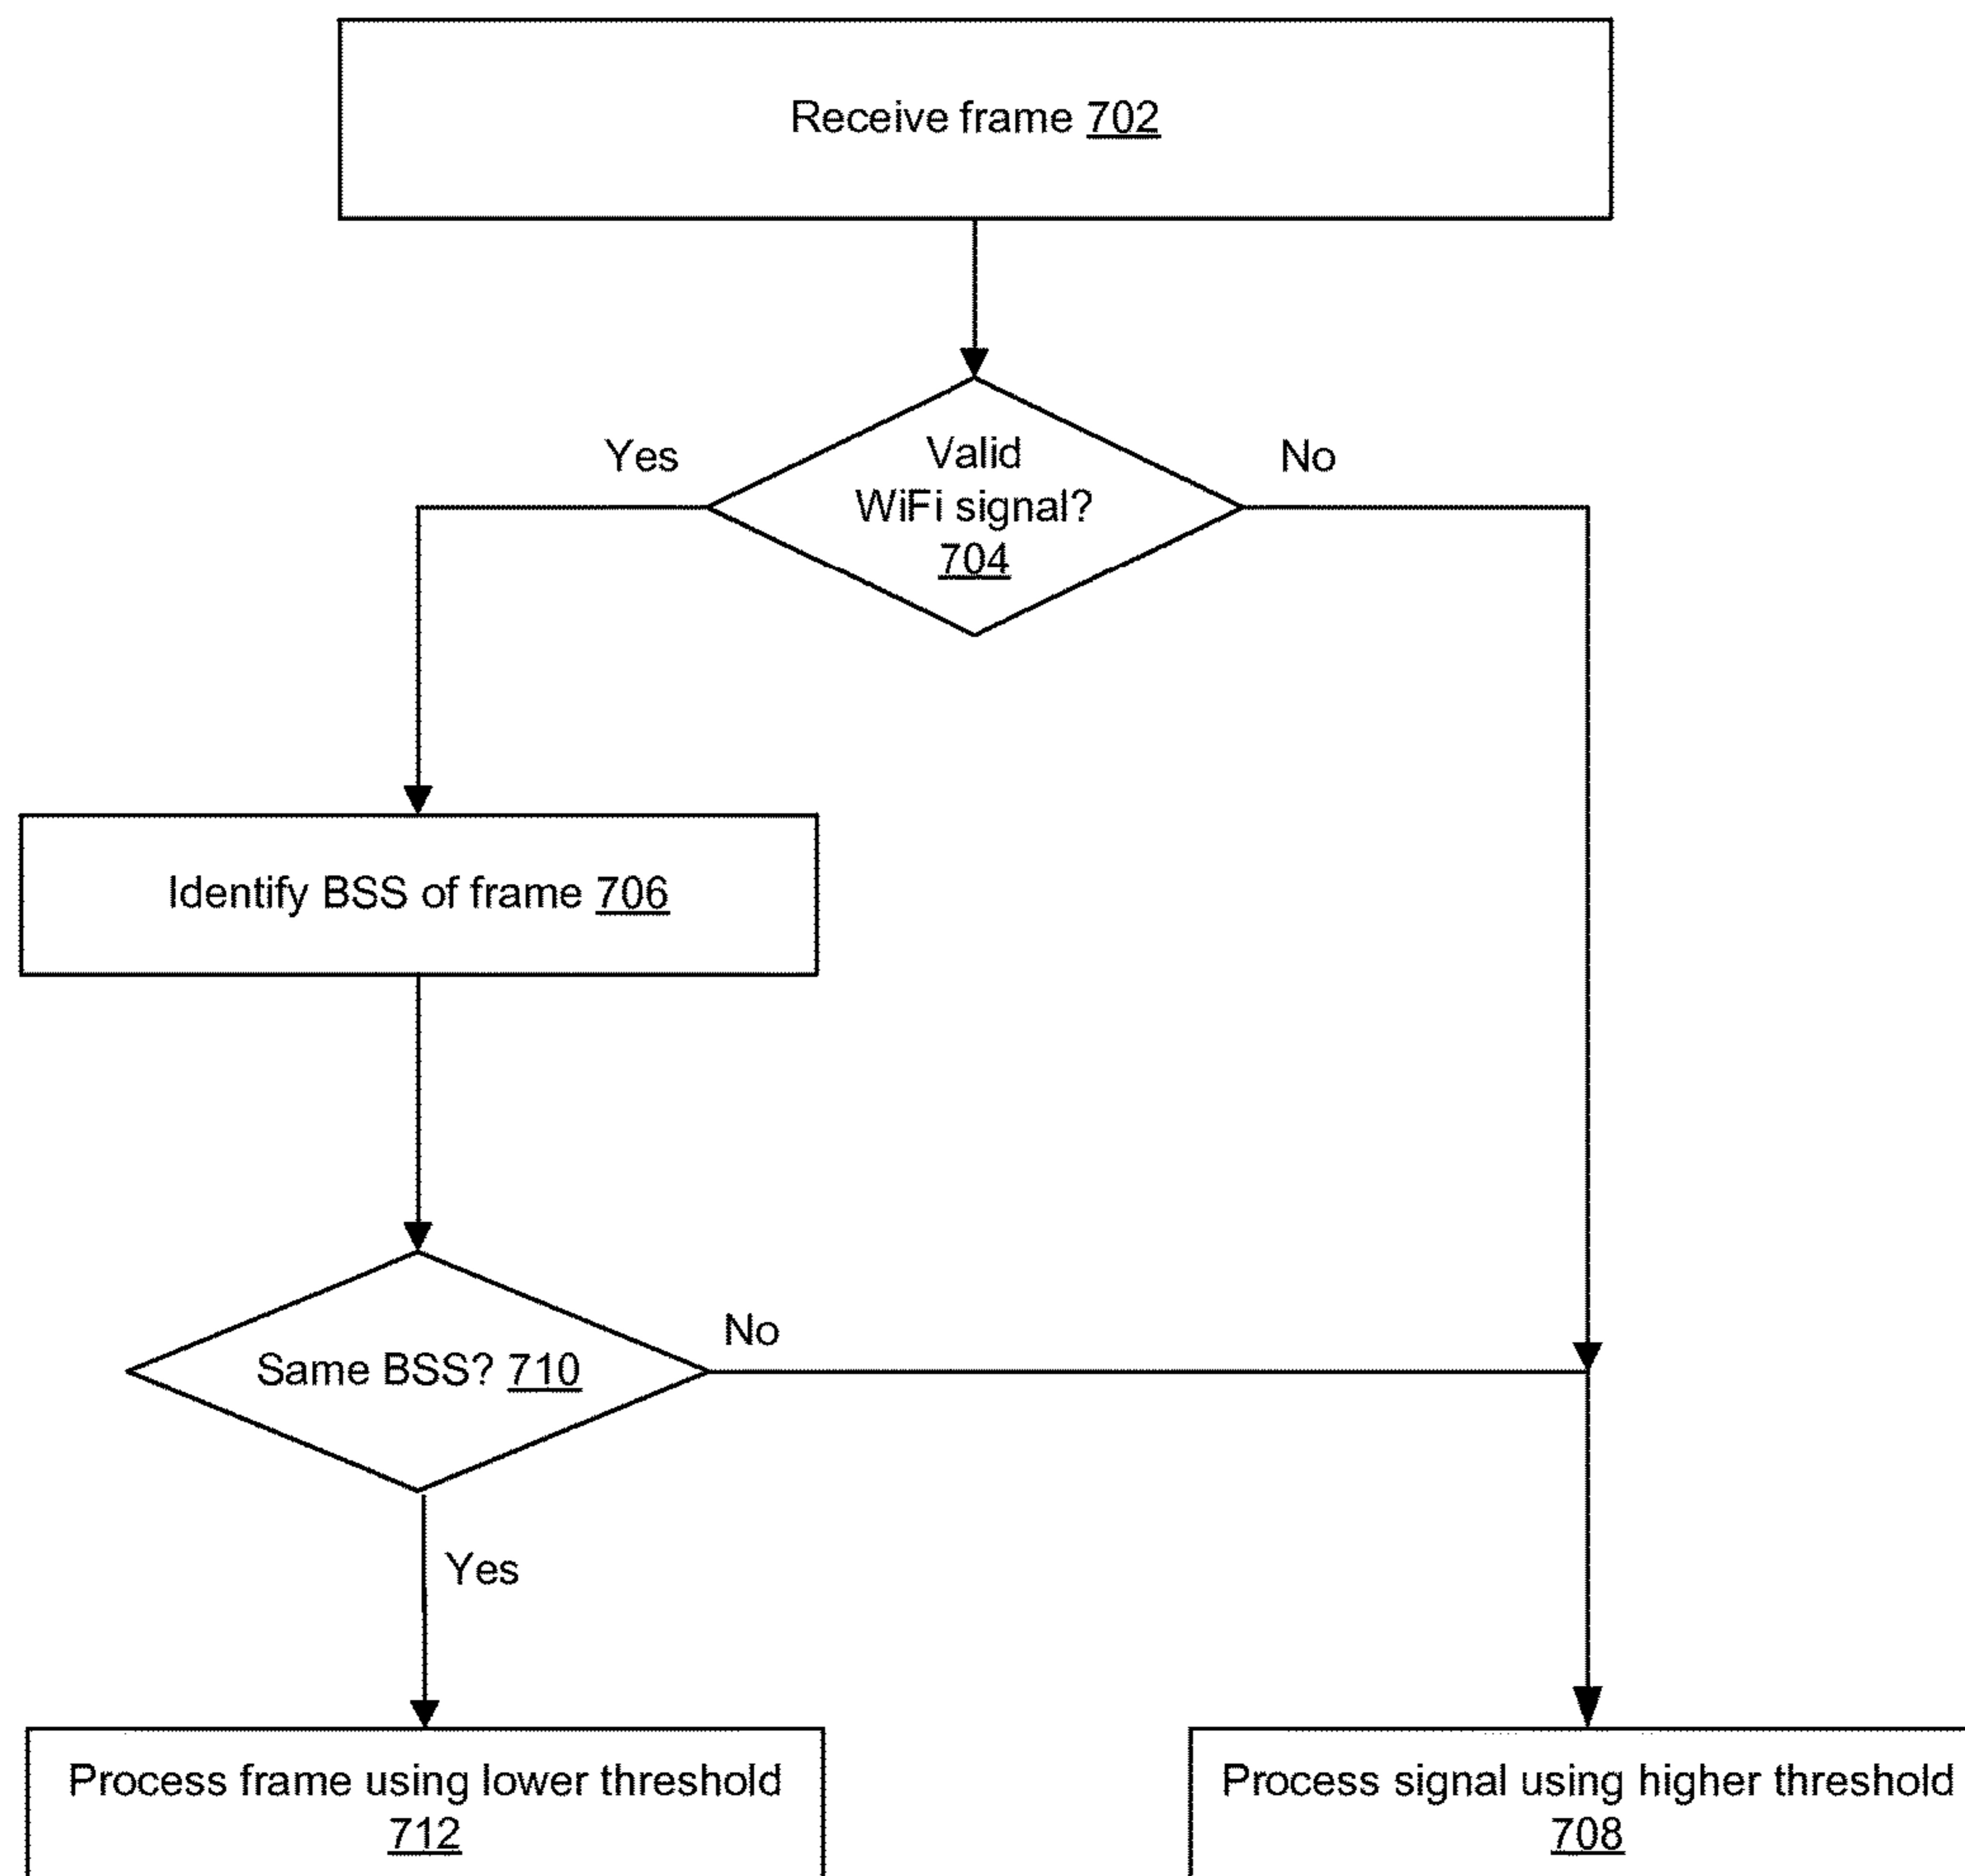 Receive frame 702
Yes
Valid
WiFi signal?
704
No
Identify BSS of frame 706
Same BSS? 710
No
Yes
Process frame using lower threshold
712
Process signal using higher threshold
708